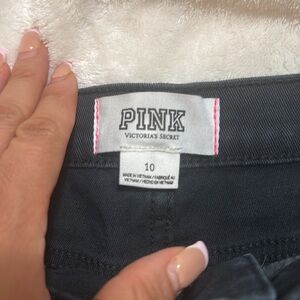 PINK
VICTORIA'S SECRET
10
MADE IN VIETNAM / FABRIQUÉ AU
VIETNAM / HECHO EN VIETNAM